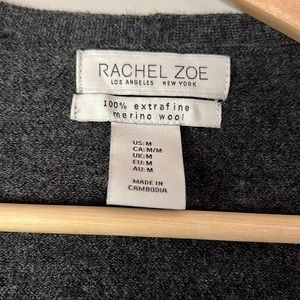 RACHEL ZOE
LOS ANGELES NEW YORK
100% extrafine
merino wool
US: M
CA: M/M
UK: M
EU: M
AU: M
MADE IN
CAMBODIA